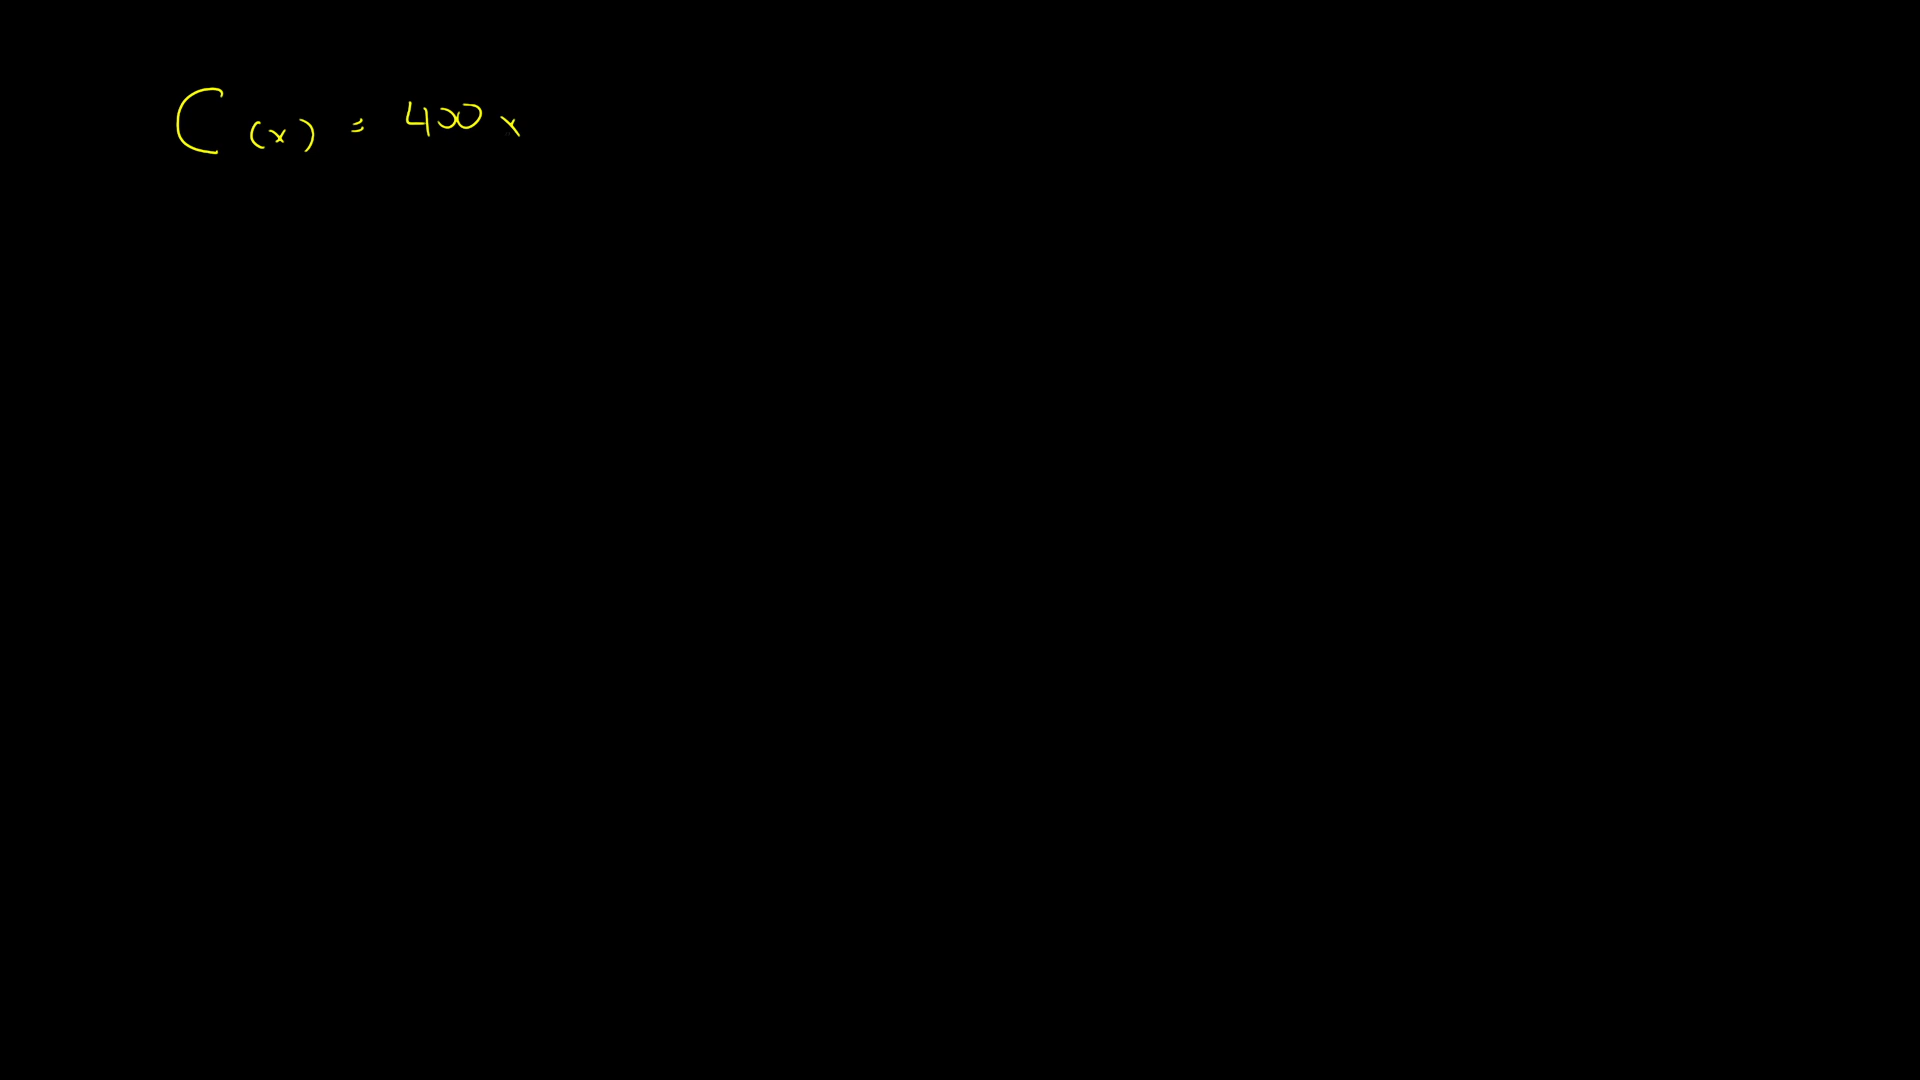 C(x) = 400x